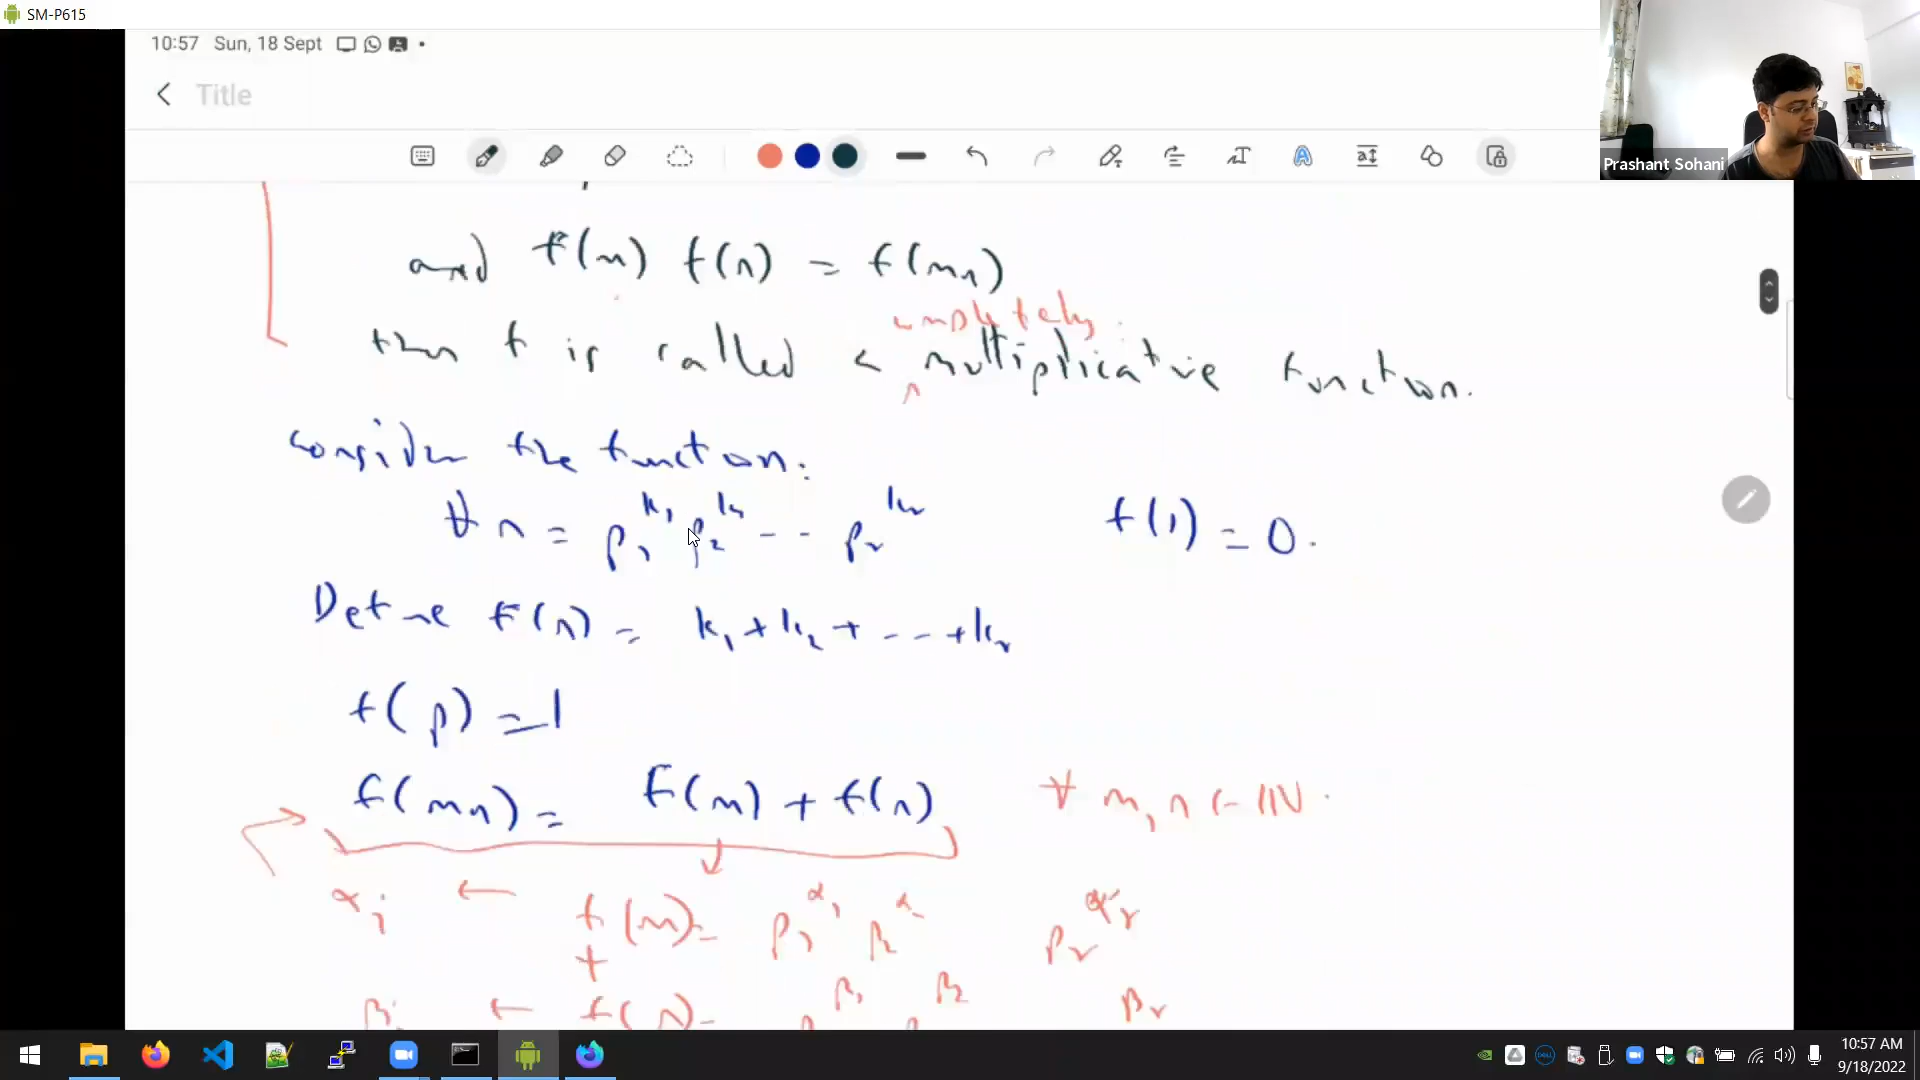 SM-P615
10:57 Sun, 18 Sept
Title
Prashant Sohani
and f(m) f(n) = f(mn)
completely
then f is called a multiplicative function.
Consider the function:
∀ n = p₁^k₁ p₂^k₂ -- pᵣ^kᵣ f(1) = 0.
Define f(n) = k₁ + k₂ + --- + kᵣ
f(p) = 1
f(mn) = f(m) + f(n) ∀ m, n ∈ ℕ.
αᵢ ← f(m) = p₁^α₁ p₂^α₂ pᵣ^αᵣ
+
βᵢ ← f(n) = β₁ β₂ βᵣ
10:57 AM
9/18/2022